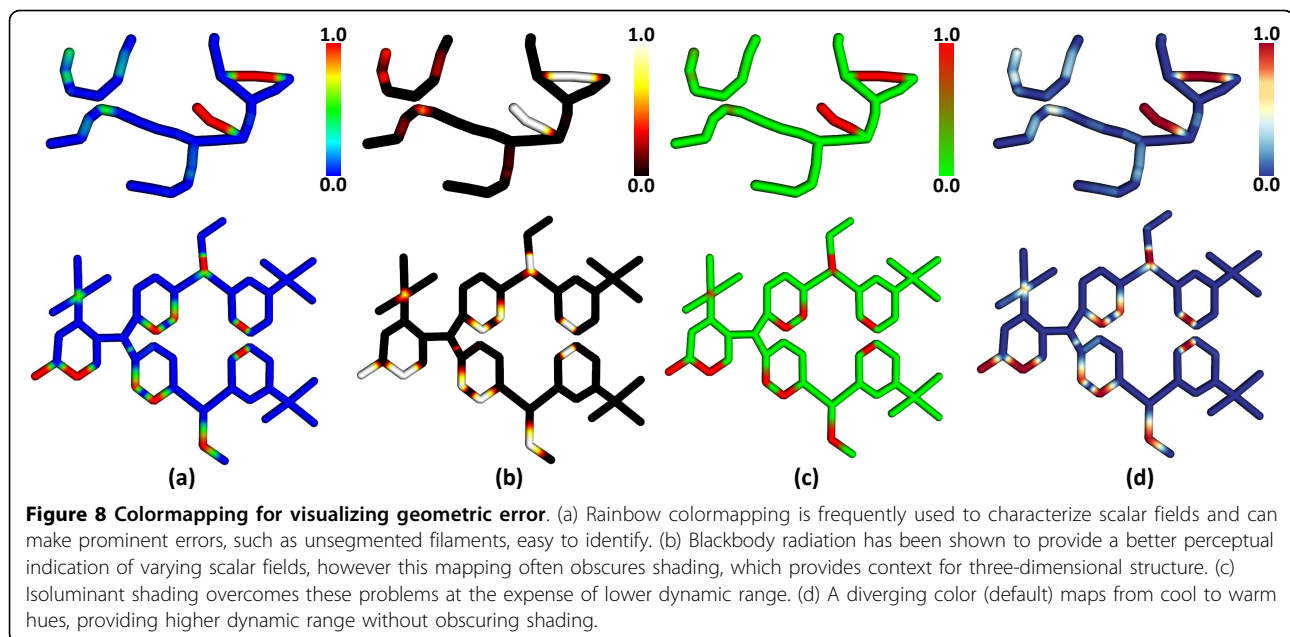 1.0 1.0 1.0 1.0
0.0 0.0 0.0 0.0
(a) (b) (c) (d)
Figure 8 Colormapping for visualizing geometric error. (a) Rainbow colormapping is frequently used to characterize scalar fields and can
make prominent errors, such as unsegmented filaments, easy to identify. (b) Blackbody radiation has been shown to provide a better perceptual
indication of varying scalar fields, however this mapping often obscures shading, which provides context for three-dimensional structure. (c)
Isoluminant shading overcomes these problems at the expense of lower dynamic range. (d) A diverging color (default) maps from cool to warm
hues, providing higher dynamic range without obscuring shading.